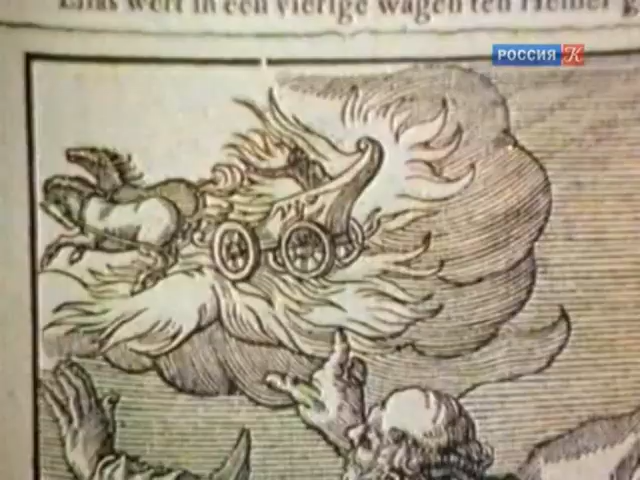 Elias wert in een vierige wagen ten Hemel g
РОССИЯ К